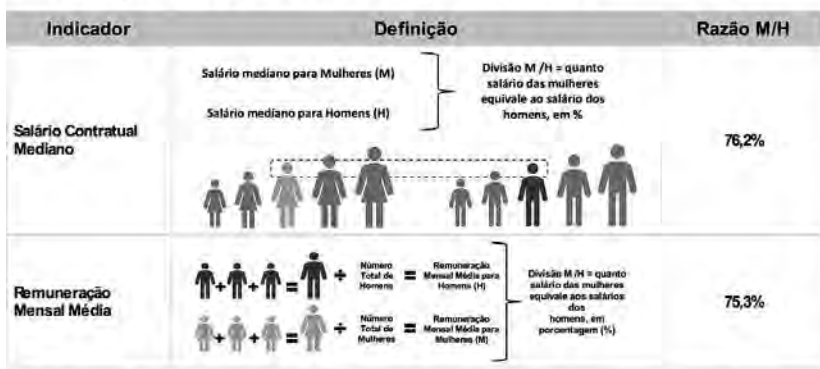 Indicador
Definição
Razão M/H
Salário Contratual
Mediano
Salário mediano para Mulheres (M)
Salário mediano para Homens (H)
Divisão M /H = quanto
salário das mulheres
equivale ao salário dos
homens, em %
76,2%
Remuneração
Mensal Média
+ + = ÷
Número
Total de
Homens
=
Remuneração
Mensal Média para
Homens (H)
+ + = ÷
Número
Total de
Mulheres
=
Remuneração
Mensal Média para
Mulheres (M)
Divisão M /H = quanto
salário das mulheres
equivale aos salários
dos
homens, em
porcentagem (%)
75,3%